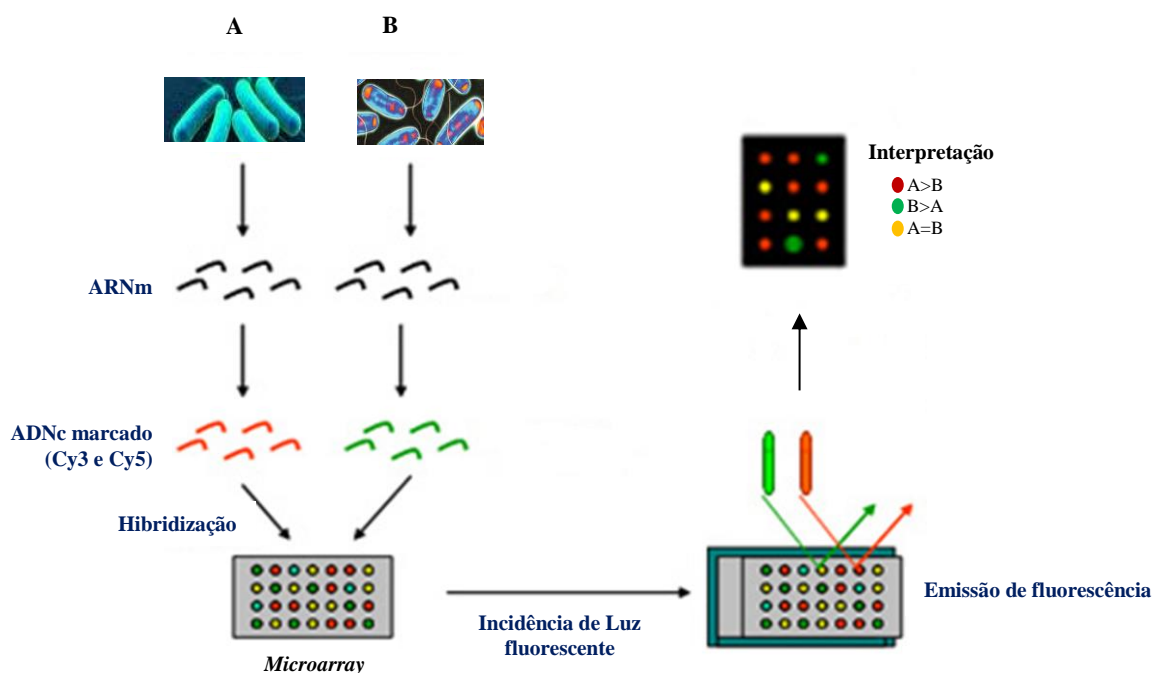 A
B
Interpretação
A>B
B>A
A=B
ARNm
ADNc marcado
(Cy3 e Cy5)
Hibridização
Microarray
Incidência de Luz
fluorescente
Emissão de fluorescência